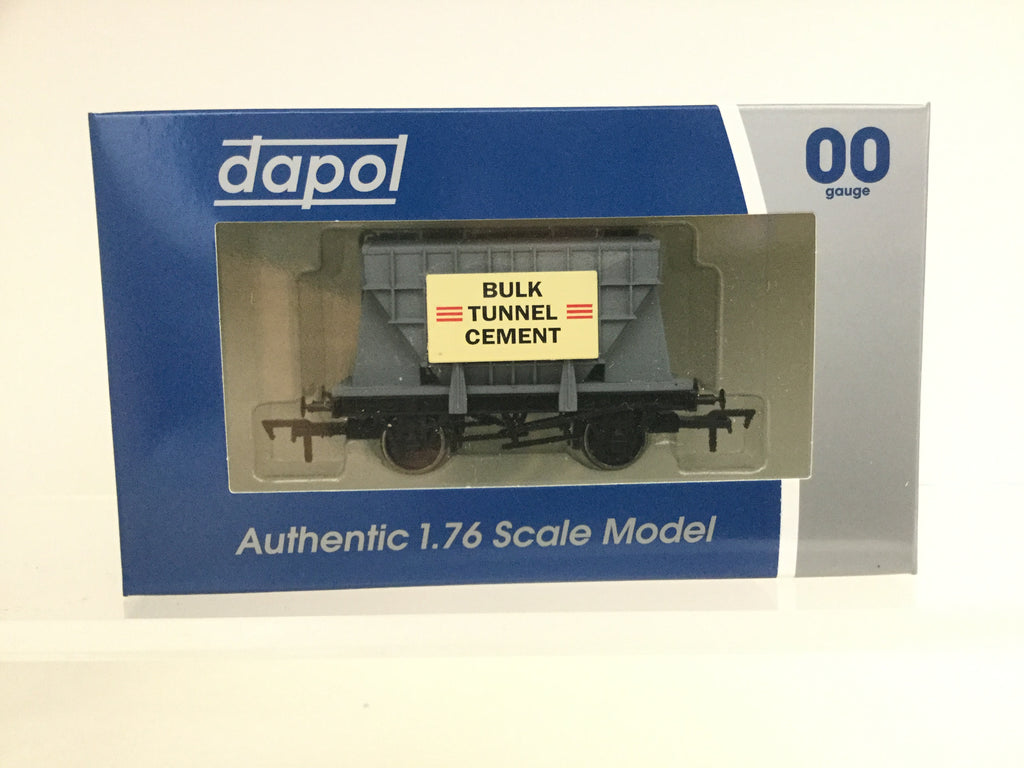 dapol
00
gauge
BULK
TUNNEL
CEMENT
Authentic 1.76 Scale Model